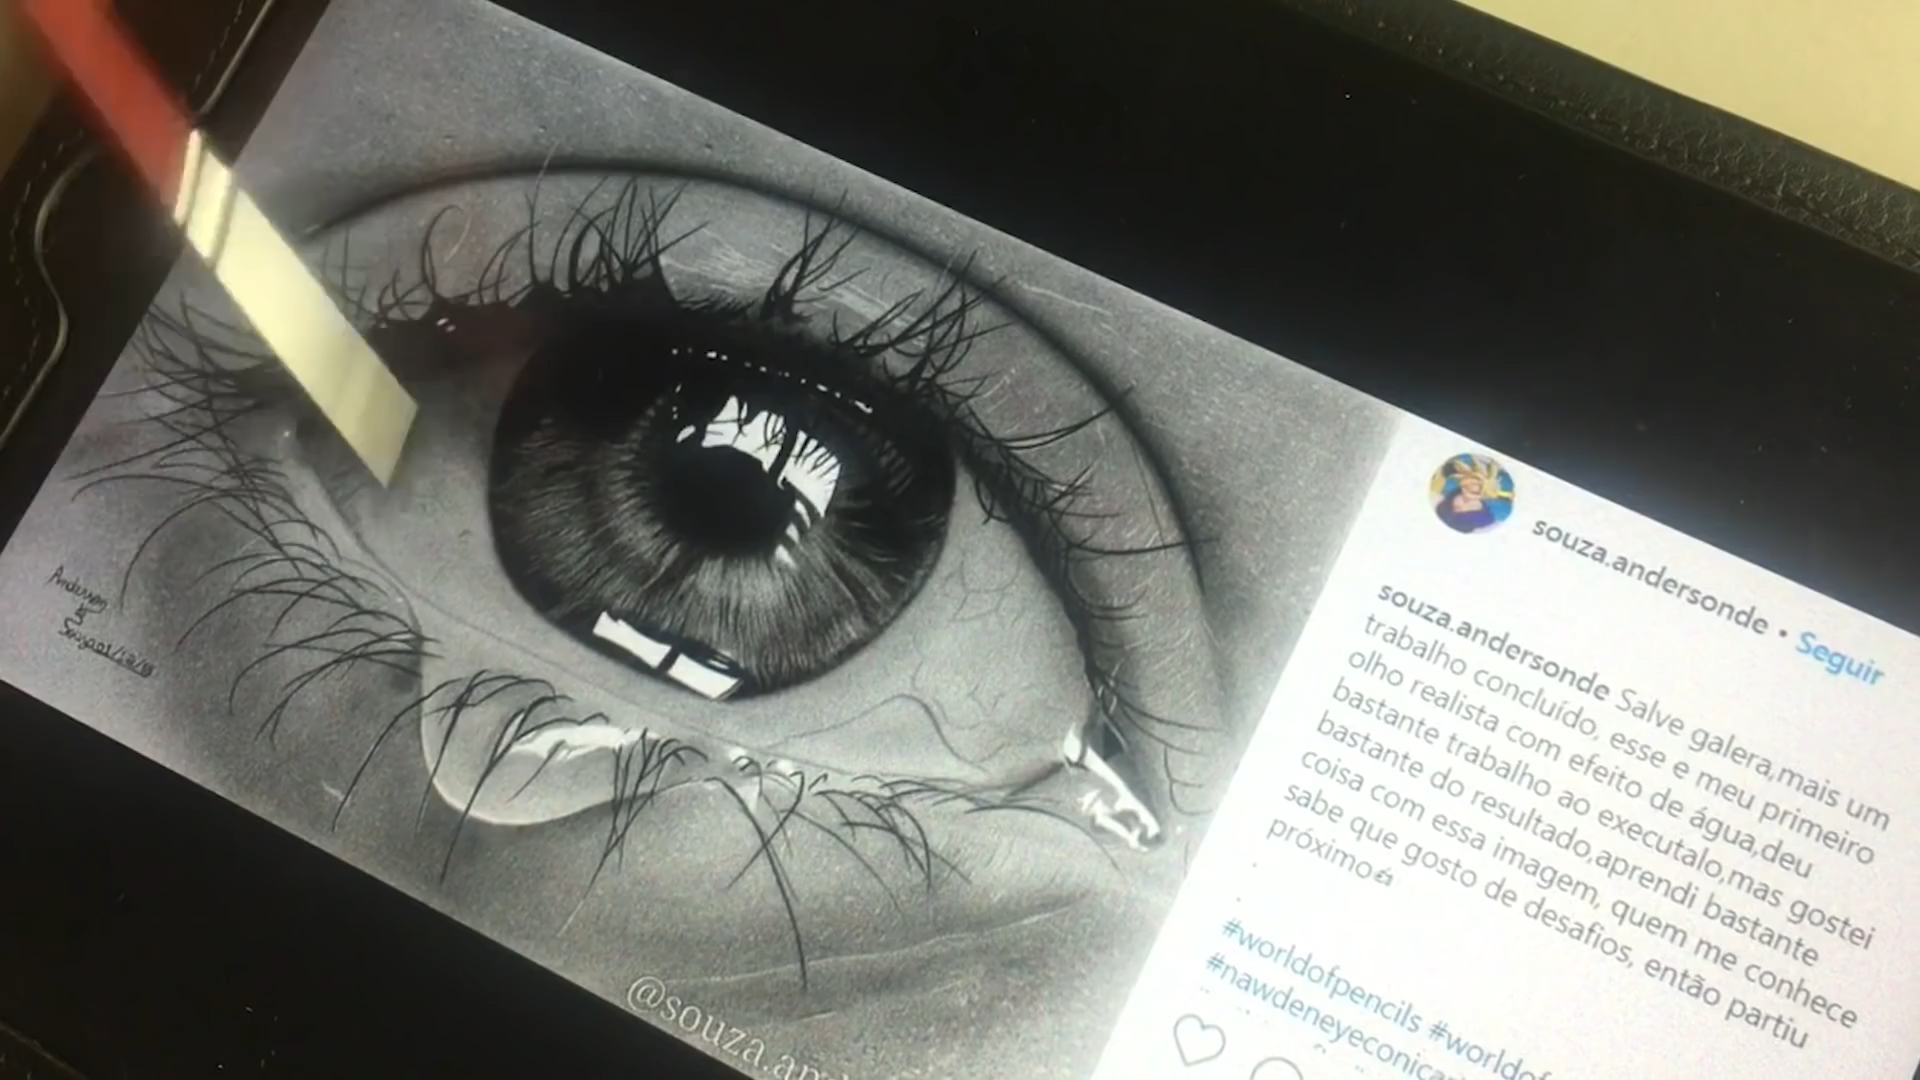 souza.andersonde • Seguir
souza.andersonde Salve galera,mais um
trabalho concluído, esse e meu primeiro
olho realista com efeito de água,deu
bastante trabalho ao executalo,mas gostei
bastante do resultado,aprendi bastante
coisa com essa imagem, quem me conhece
sabe que gosto de desafios, então partiu
próximo
.
.
#worldofpencils
#nawdeneyeconica
@souza.an